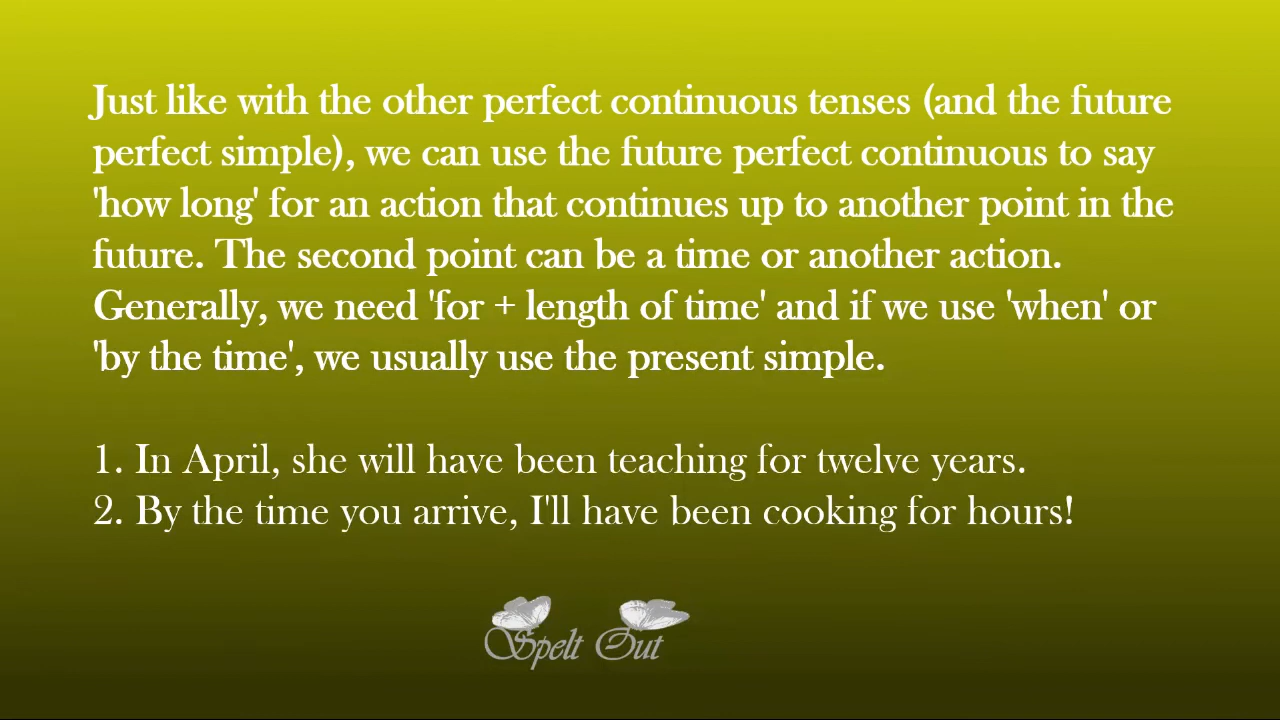 Just like with the other perfect continuous tenses (and the future
perfect simple), we can use the future perfect continuous to say
'how long' for an action that continues up to another point in the
future. The second point can be a time or another action.
Generally, we need 'for + length of time' and if we use 'when' or
'by the time', we usually use the present simple.
1. In April, she will have been teaching for twelve years.
2. By the time you arrive, I'll have been cooking for hours!
Spelt Out